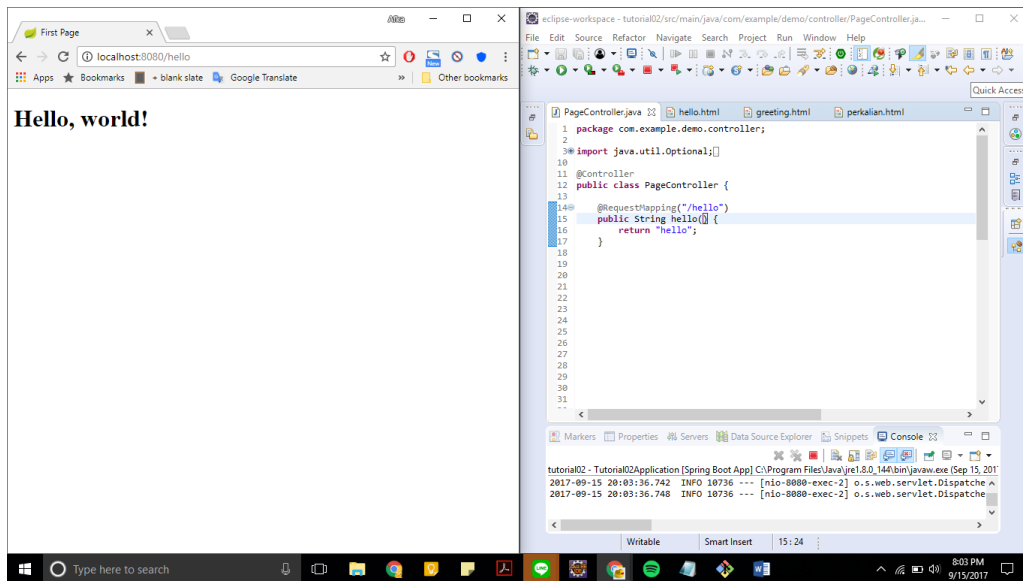 First Page
Afka
localhost:8080/hello
New
Apps Bookmarks + blank slate Google Translate » Other bookmarks
Hello, world!
eclipse-workspace - tutorial02/src/main/java/com/example/demo/controller/PageController.ja...
File Edit Source Refactor Navigate Search Project Run Window Help
Quick Access
PageController.java hello.html greeting.html perkalian.html
1 package com.example.demo.controller;
2
3 import java.util.Optional;
10
11 @Controller
12 public class PageController {
13
14 @RequestMapping("/hello")
15 public String hello() {
16 return "hello";
17 }
18
19
20
21
22
23
24
25
26
27
28
29
30
31
Markers Properties Servers Data Source Explorer Snippets Console
tutorial02 - Tutorial02Application [Spring Boot App] C:\Program Files\Java\jre1.8.0_144\bin\javaw.exe (Sep 15, 201
2017-09-15 20:03:36.742 INFO 10736 --- [nio-8080-exec-2] o.s.web.servlet.Dispatche
2017-09-15 20:03:36.748 INFO 10736 --- [nio-8080-exec-2] o.s.web.servlet.Dispatche
Writable Smart Insert 15 : 24
Type here to search
LINE
8:03 PM
9/15/2017